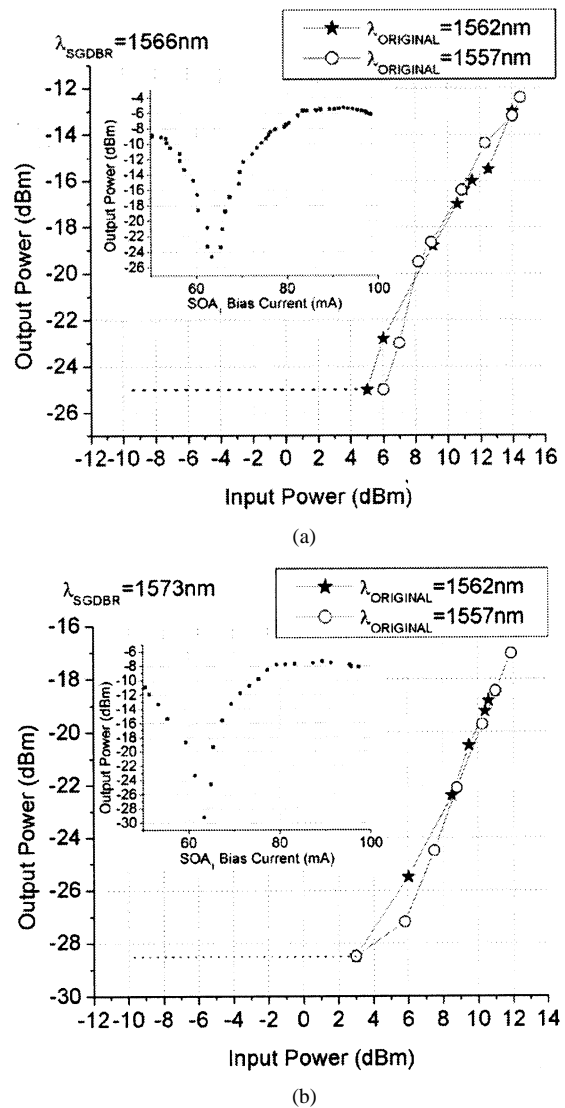 λSGDBR=1566nm
λORIGINAL=1562nm
λORIGINAL=1557nm
-12
-14
-16
-18
-20
-22
-24
-26
Output Power (dBm)
-4
-6
-8
-10
-12
-14
-16
-18
-20
-22
-24
-26
Output Power (dBm)
60 80 100
SOA1 Bias Current (mA)
-12 -10 -8 -6 -4 -2 0 2 4 6 8 10 12 14 16
Input Power (dBm)
(a)
λSGDBR=1573nm
λORIGINAL=1562nm
λORIGINAL=1557nm
-16
-18
-20
-22
-24
-26
-28
-30
Output Power (dBm)
-6
-8
-10
-12
-14
-16
-18
-20
-22
-24
-26
-28
-30
Output Power (dBm)
60 80 100
SOA1 Bias Current (mA)
-12 -10 -8 -6 -4 -2 0 2 4 6 8 10 12 14
Input Power (dBm)
(b)